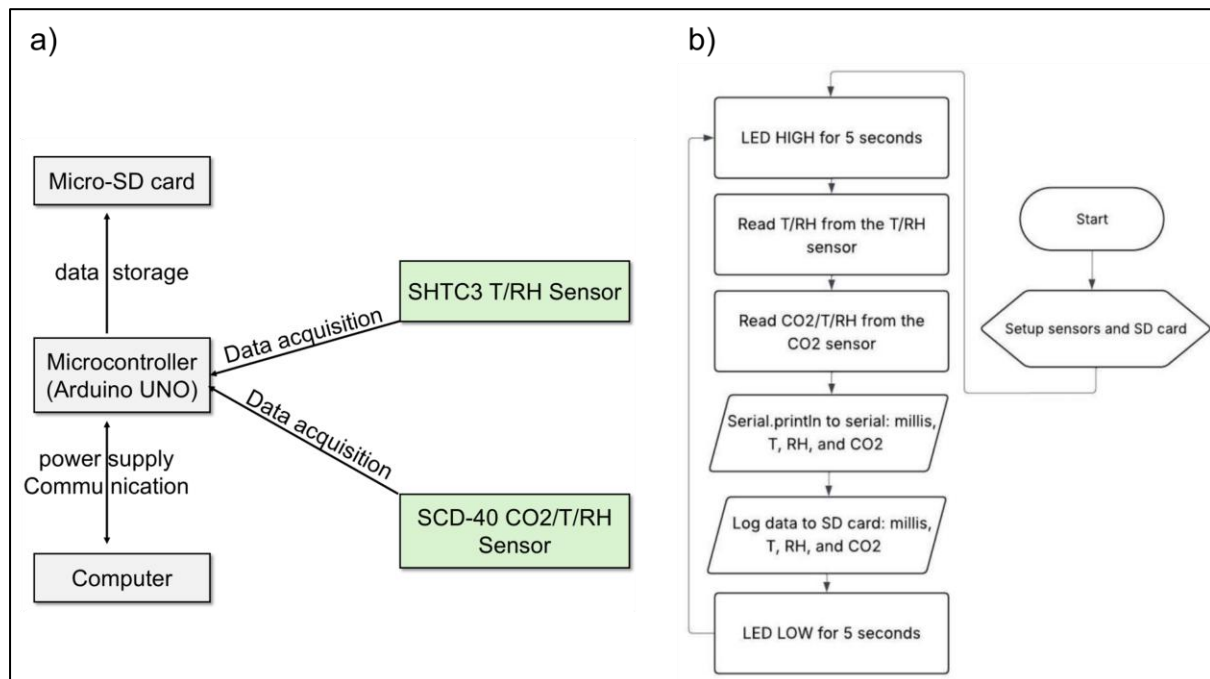 a)
Micro-SD card
data storage
Microcontroller
(Arduino UNO)
power supply
Communication
Computer
SHTC3 T/RH Sensor
Data acquisition
Data acquisition
SCD-40 CO2/T/RH
Sensor
b)
LED HIGH for 5 seconds
Read T/RH from the T/RH
sensor
Read CO2/T/RH from the
CO2 sensor
Serial.println to serial: millis,
T, RH, and CO2
Log data to SD card: millis,
T, RH, and CO2
LED LOW for 5 seconds
Start
Setup sensors and SD card